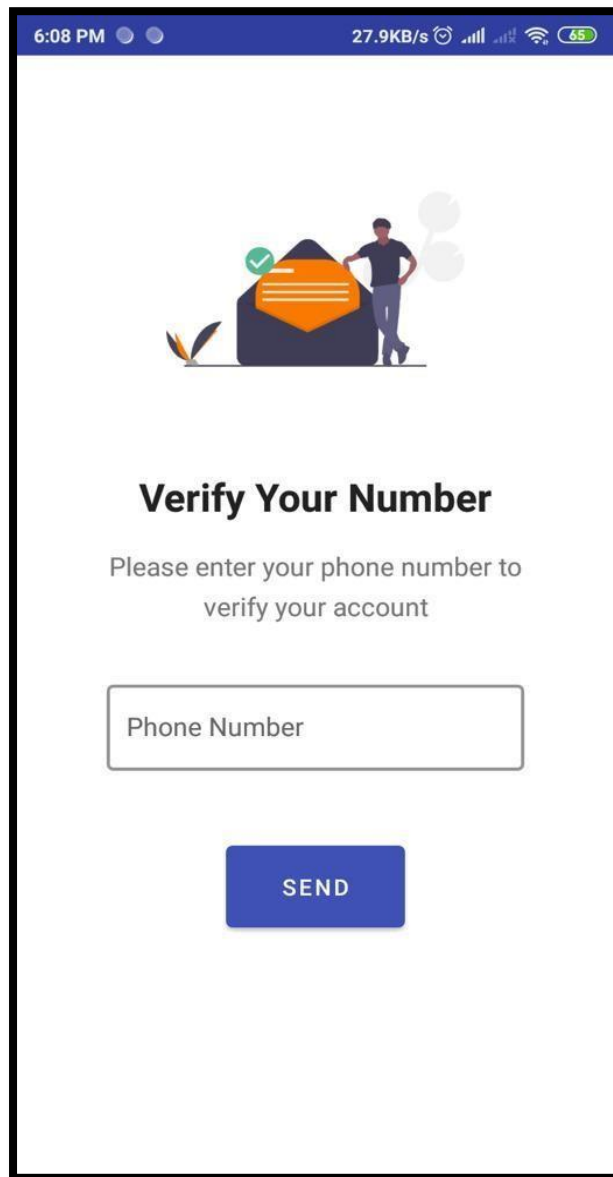 6:08 PM 27.9KB/s 65
Verify Your Number
Please enter your phone number to
verify your account
Phone Number
SEND